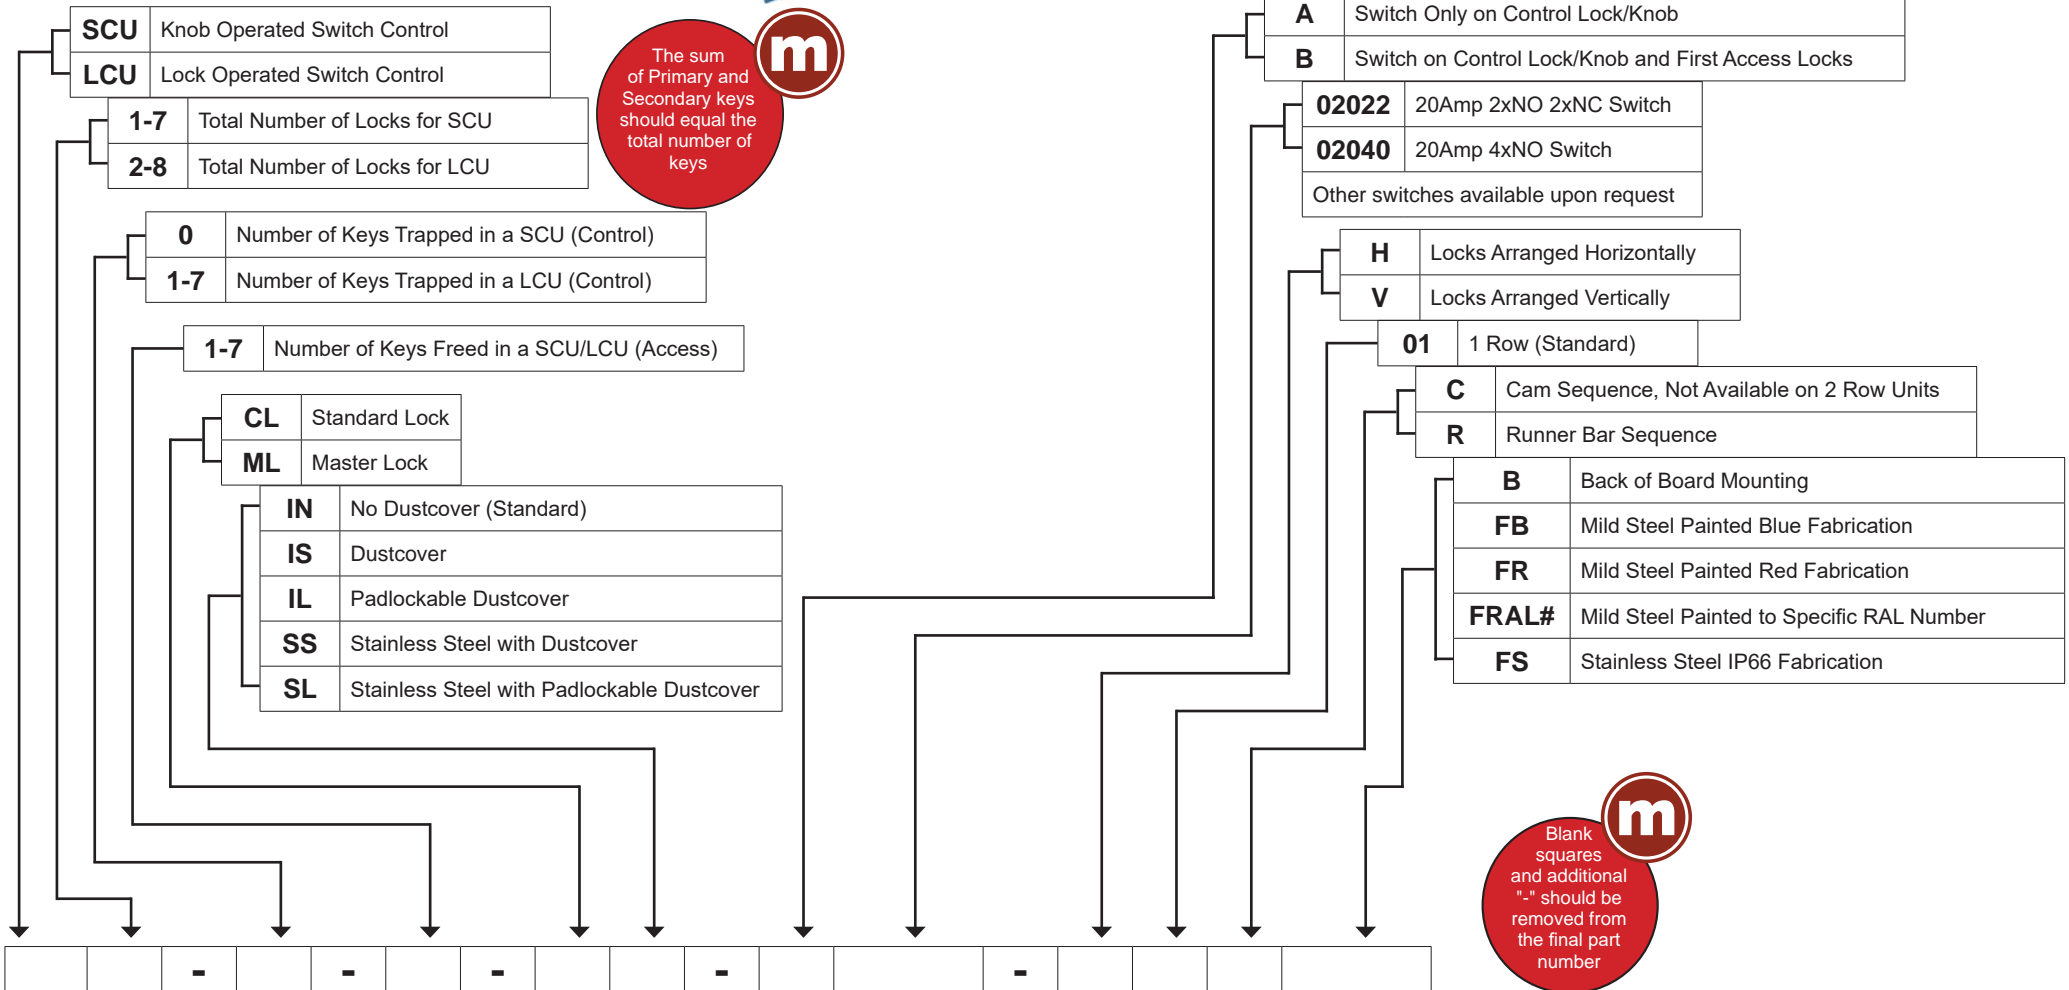 SCU Knob Operated Switch Control
LCU Lock Operated Switch Control
1-7 Total Number of Locks for SCU
2-8 Total Number of Locks for LCU
The sum
of Primary and
Secondary keys
should equal the
total number of
keys
m
0 Number of Keys Trapped in a SCU (Control)
1-7 Number of Keys Trapped in a LCU (Control)
1-7 Number of Keys Freed in a SCU/LCU (Access)
CL Standard Lock
ML Master Lock
IN No Dustcover (Standard)
IS Dustcover
IL Padlockable Dustcover
SS Stainless Steel with Dustcover
SL Stainless Steel with Padlockable Dustcover
A Switch Only on Control Lock/Knob
B Switch on Control Lock/Knob and First Access Locks
02022 20Amp 2xNO 2xNC Switch
02040 20Amp 4xNO Switch
Other switches available upon request
H Locks Arranged Horizontally
V Locks Arranged Vertically
01 1 Row (Standard)
C Cam Sequence, Not Available on 2 Row Units
R Runner Bar Sequence
B Back of Board Mounting
FB Mild Steel Painted Blue Fabrication
FR Mild Steel Painted Red Fabrication
FRAL# Mild Steel Painted to Specific RAL Number
FS Stainless Steel IP66 Fabrication
m
Blank
squares
and additional
"-" should be
removed from
the final part
number
- - - - -